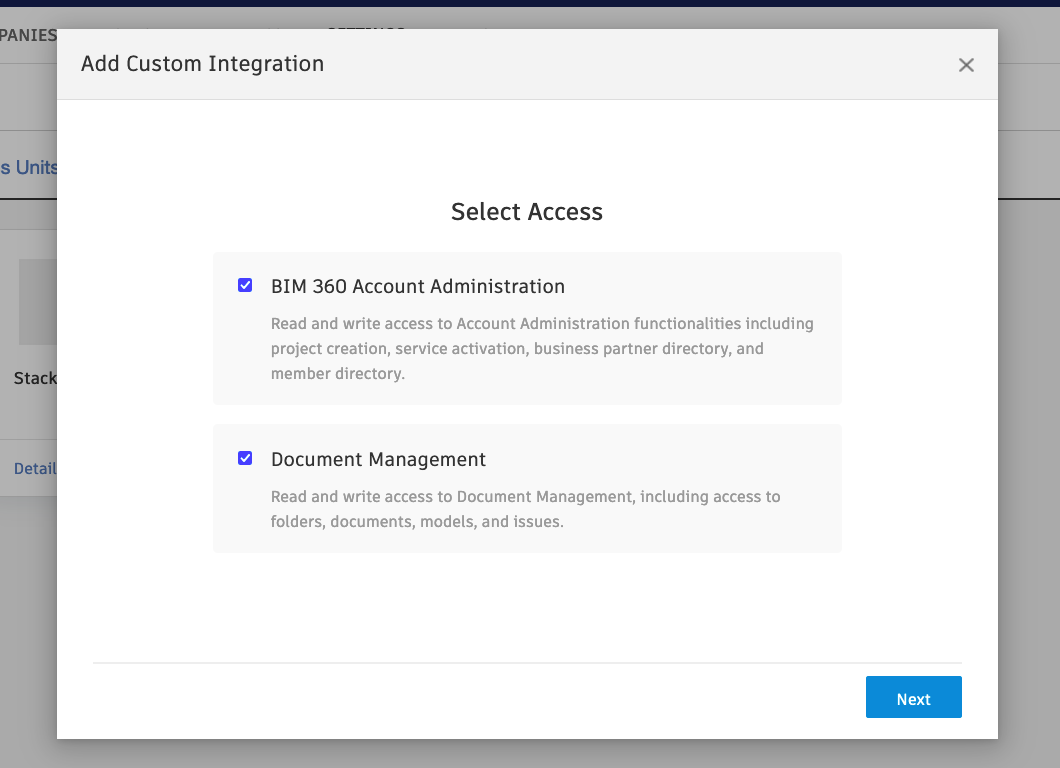 Add Custom Integration
s Units
Select Access
BIM 360 Account Administration
Read and write access to Account Administration functionalities including
project creation, service activation, business partner directory, and
member directory.
Stack
Document Management
Detail
Read and write access to Document Management, including access to
folders, documents, models, and issues.
Next